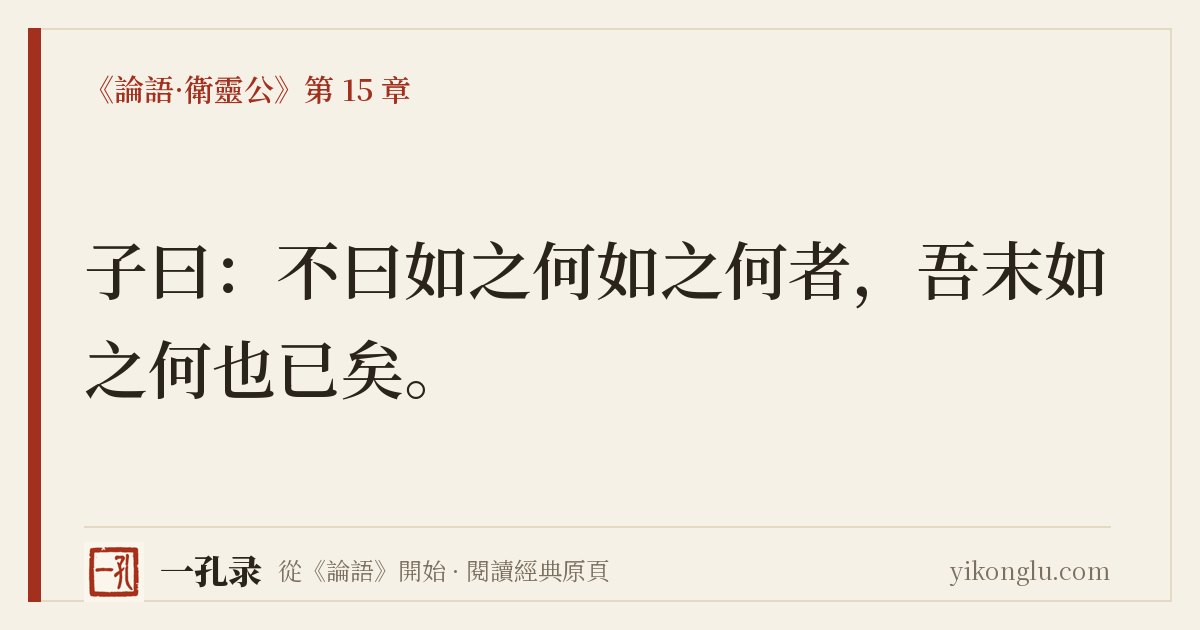 《論語·衛靈公》第 15 章
子曰：不曰如之何如之何者，吾末如
之何也已矣。
一孔
一孔录 從《論語》開始 · 閱讀經典原頁 yikonglu.com